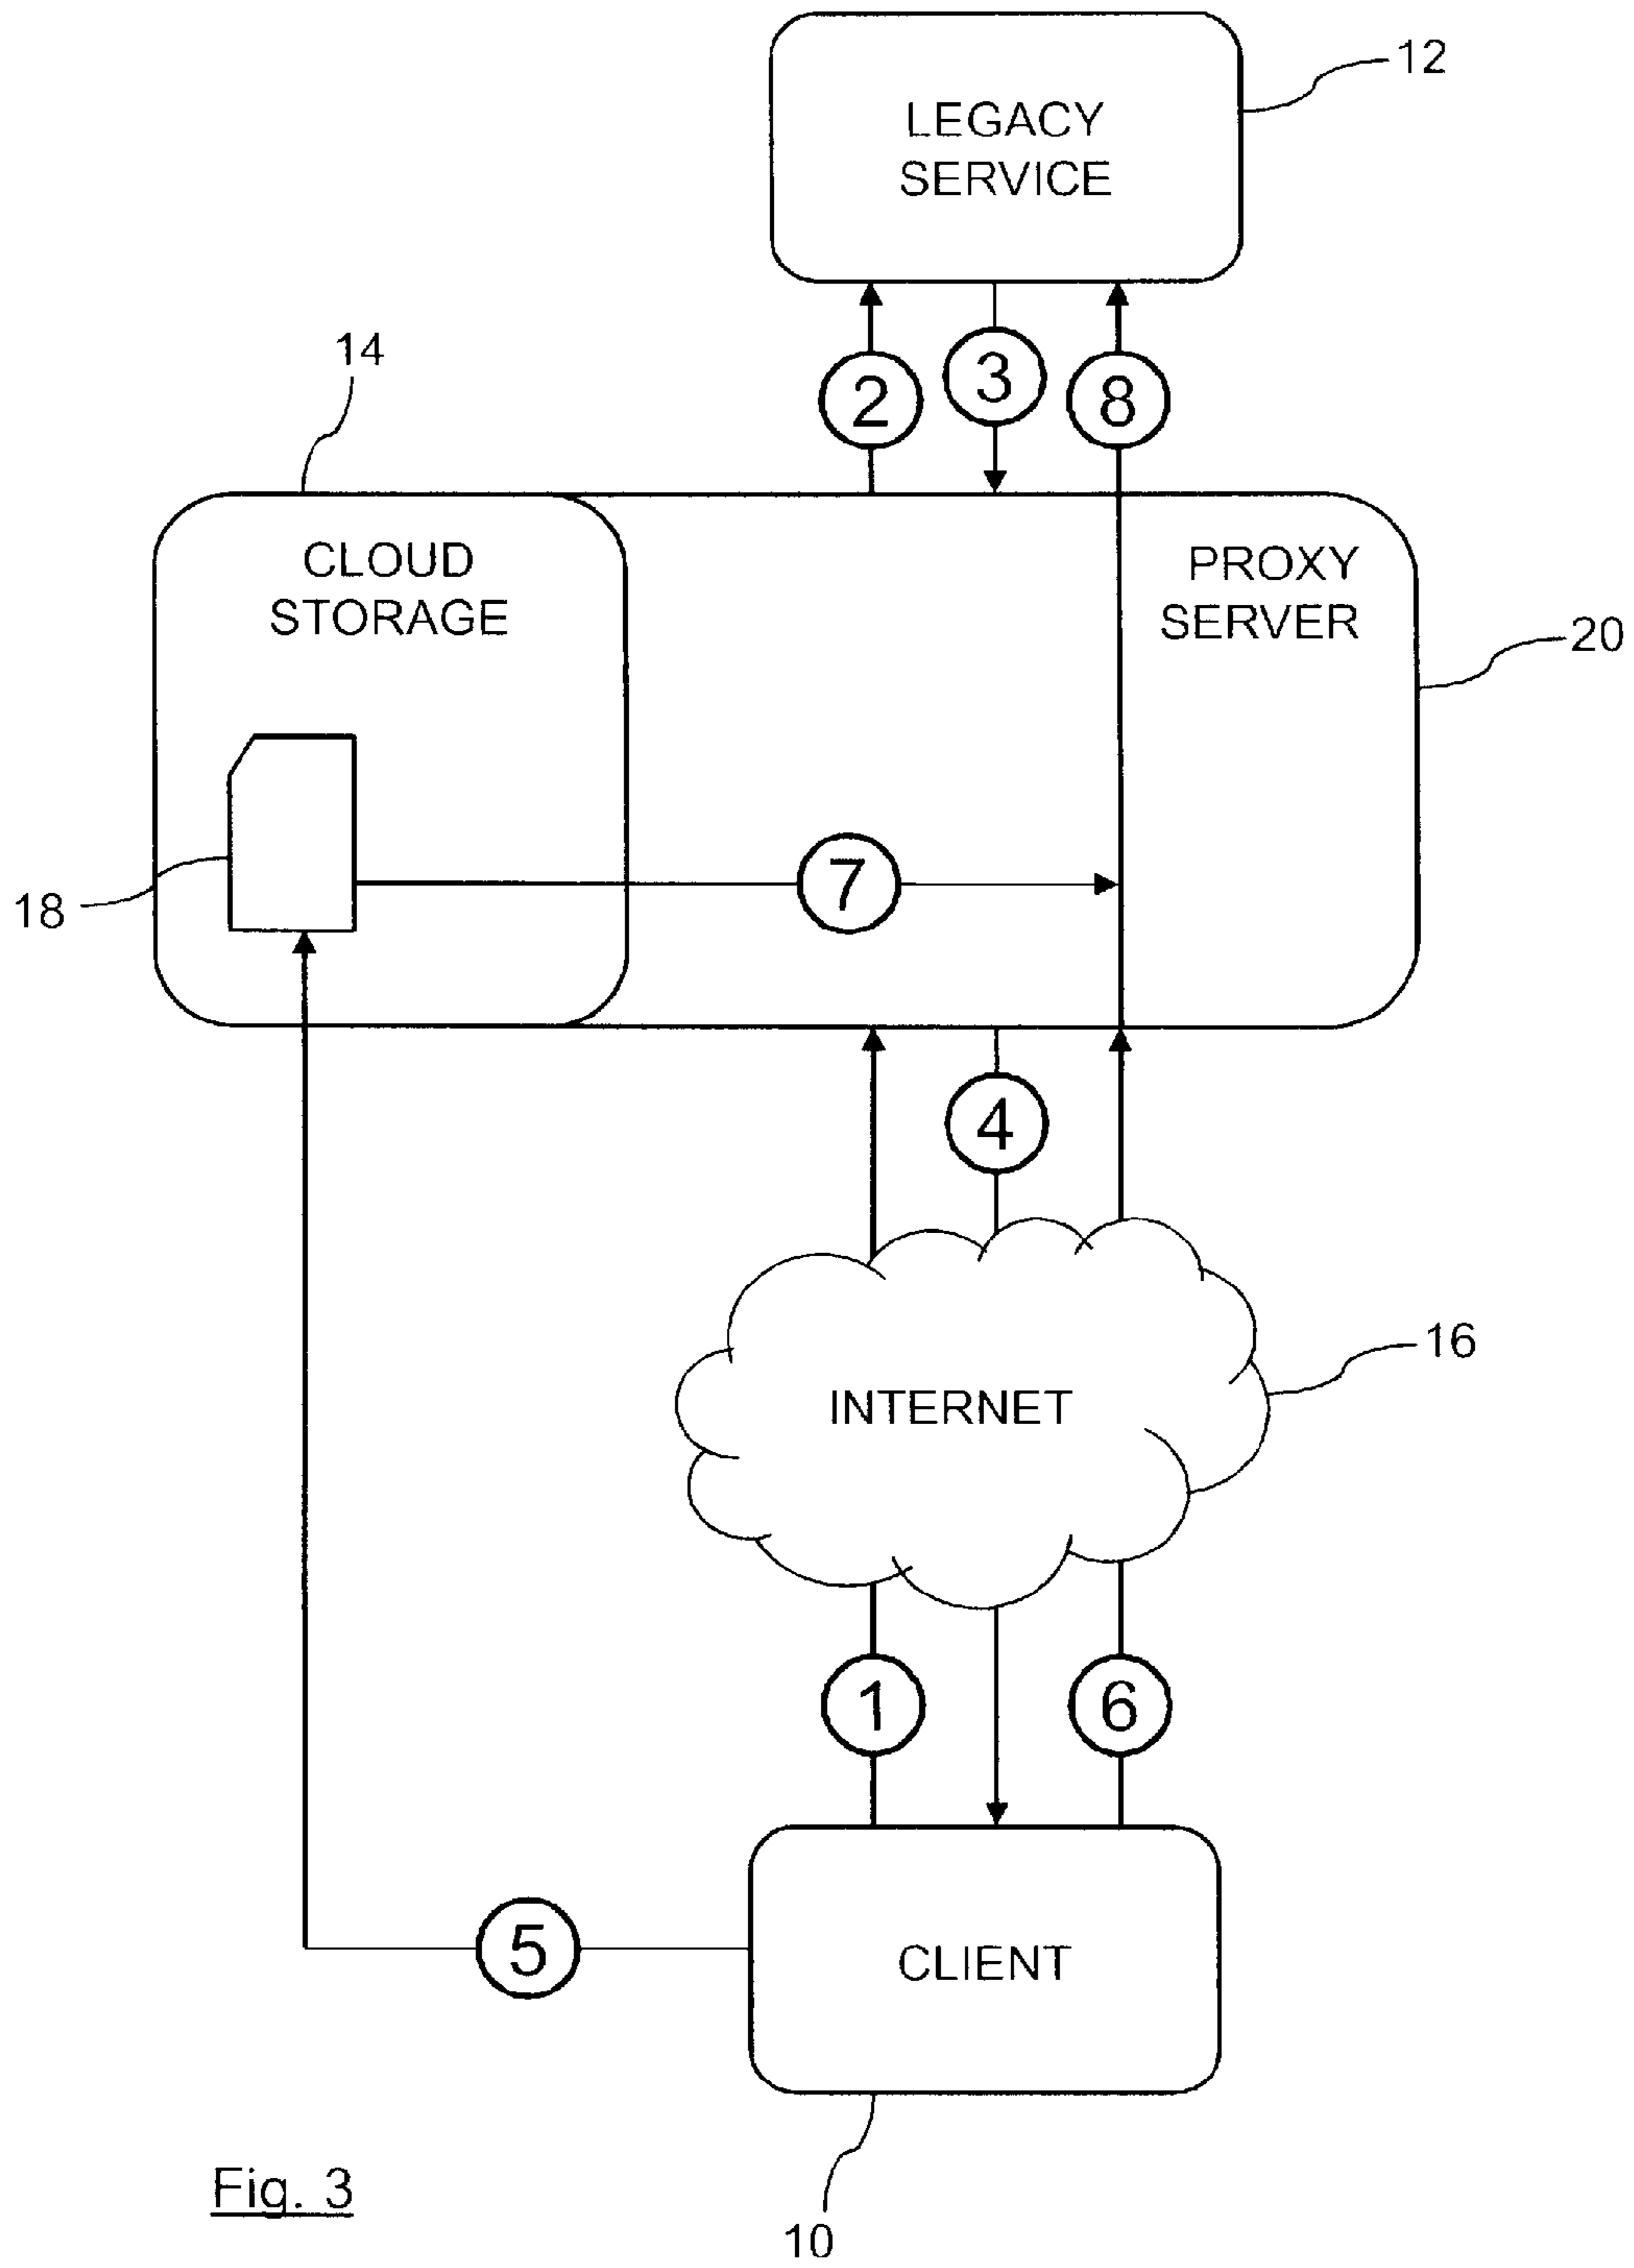 12
LEGACY
SERVICE
2
3
8
14
CLOUD
STORAGE
PROXY
SERVER
20
7
18
4
16
INTERNET
1
6
5
CLIENT
10
Fig. 3